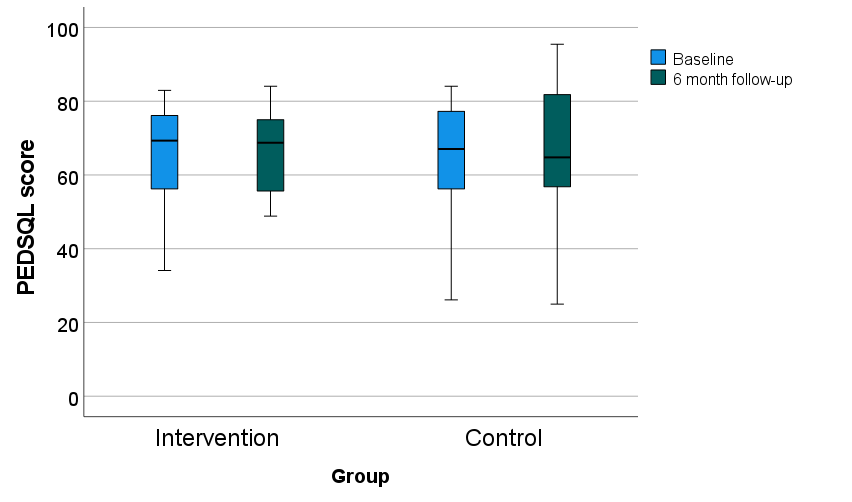 100
80
60
40
20
0
PEDSQL score
Intervention
Control
Group
Baseline
6 month follow-up